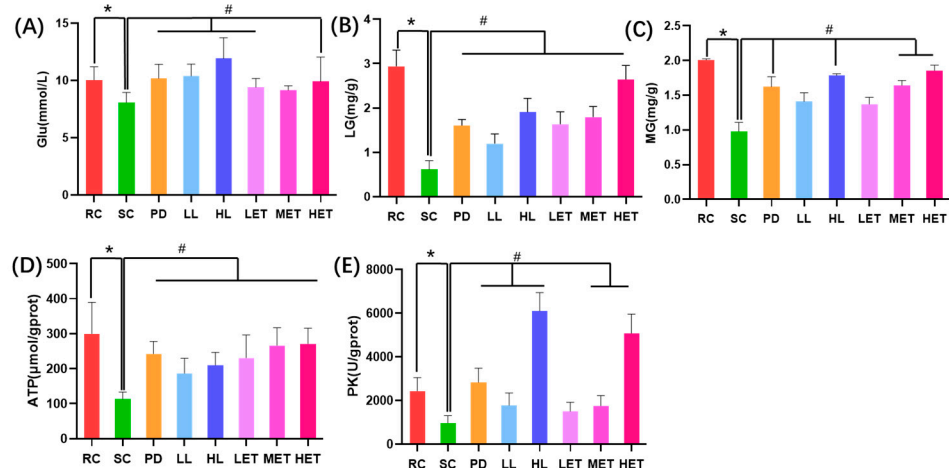 (A)
*
#
Glu(mmol/L)
15
10
5
0
RC SC PD LL HL LET MET HET
(B)
*
#
LG(mg/g)
4
3
2
1
0
RC SC PD LL HL LET MET HET
(C)
*
#
MG(mg/g)
2.0
1.5
1.0
0.5
0.0
RC SC PD LL HL LET MET HET
(D)
*
#
ATP(μmol/gprot)
500
400
300
200
100
0
RC SC PD LL HL LET MET HET
(E)
*
#
PK(U/gprot)
8000
6000
4000
2000
0
RC SC PD LL HL LET MET HET